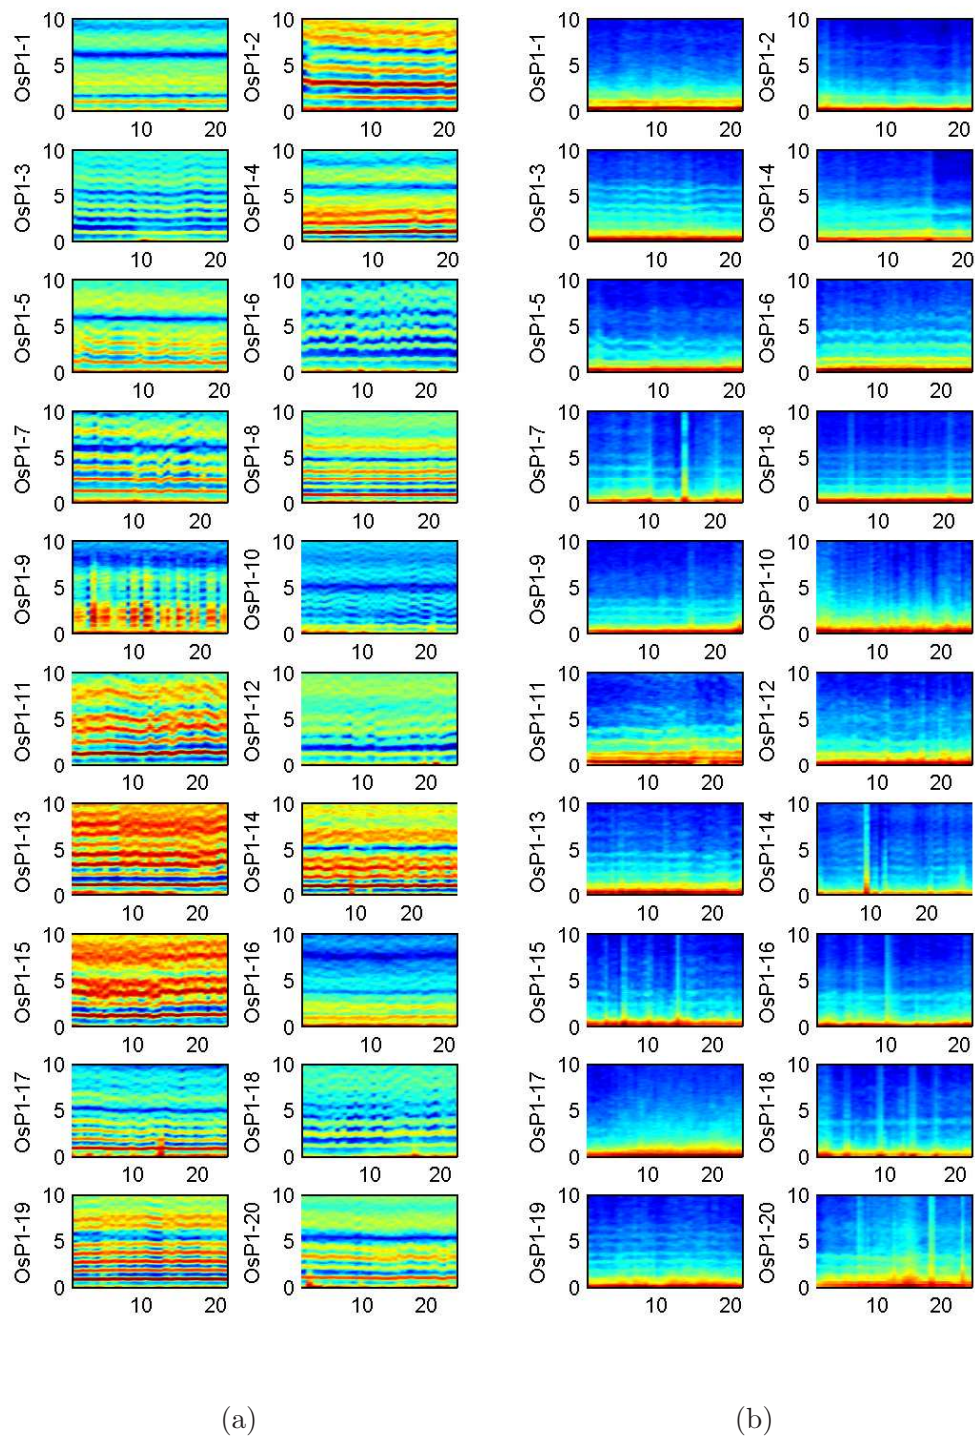 OsP1-1 10 5 0 10 20
OsP1-2 10 5 0 10 20
OsP1-1 10 5 0 10 20
OsP1-2 10 5 0 10 20
OsP1-3 10 5 0 10 20
OsP1-4 10 5 0 10 20
OsP1-3 10 5 0 10 20
OsP1-4 10 5 0 10 20
OsP1-5 10 5 0 10 20
OsP1-6 10 5 0 10 20
OsP1-5 10 5 0 10 20
OsP1-6 10 5 0 10 20
OsP1-7 10 5 0 10 20
OsP1-8 10 5 0 10 20
OsP1-7 10 5 0 10 20
OsP1-8 10 5 0 10 20
OsP1-9 10 5 0 10 20
OsP1-10 10 5 0 10 20
OsP1-9 10 5 0 10 20
OsP1-10 10 5 0 10 20
OsP1-11 10 5 0 10 20
OsP1-12 10 5 0 10 20
OsP1-11 10 5 0 10 20
OsP1-12 10 5 0 10 20
OsP1-13 10 5 0 10 20
OsP1-14 10 5 0 10 20
OsP1-13 10 5 0 10 20
OsP1-14 10 5 0 10 20
OsP1-15 10 5 0 10 20
OsP1-16 10 5 0 10 20
OsP1-15 10 5 0 10 20
OsP1-16 10 5 0 10 20
OsP1-17 10 5 0 10 20
OsP1-18 10 5 0 10 20
OsP1-17 10 5 0 10 20
OsP1-18 10 5 0 10 20
OsP1-19 10 5 0 10 20
OsP1-20 10 5 0 10 20
OsP1-19 10 5 0 10 20
OsP1-20 10 5 0 10 20
(a)
(b)